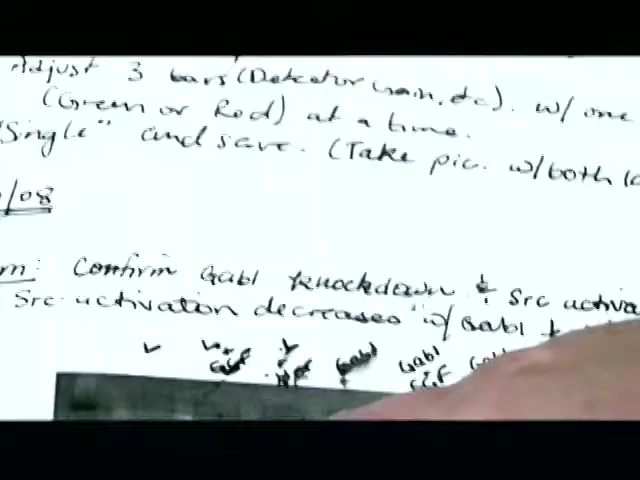 Adjust 3 bars (Detector Gain, etc). w/ one
(Green or Red) at a time.
"Single" and save. (Take pic. w/ both
/08
Confirm Gab1 knockdown & Src activa
Src activation decreases w/ Gab1
Gab1 Gab1